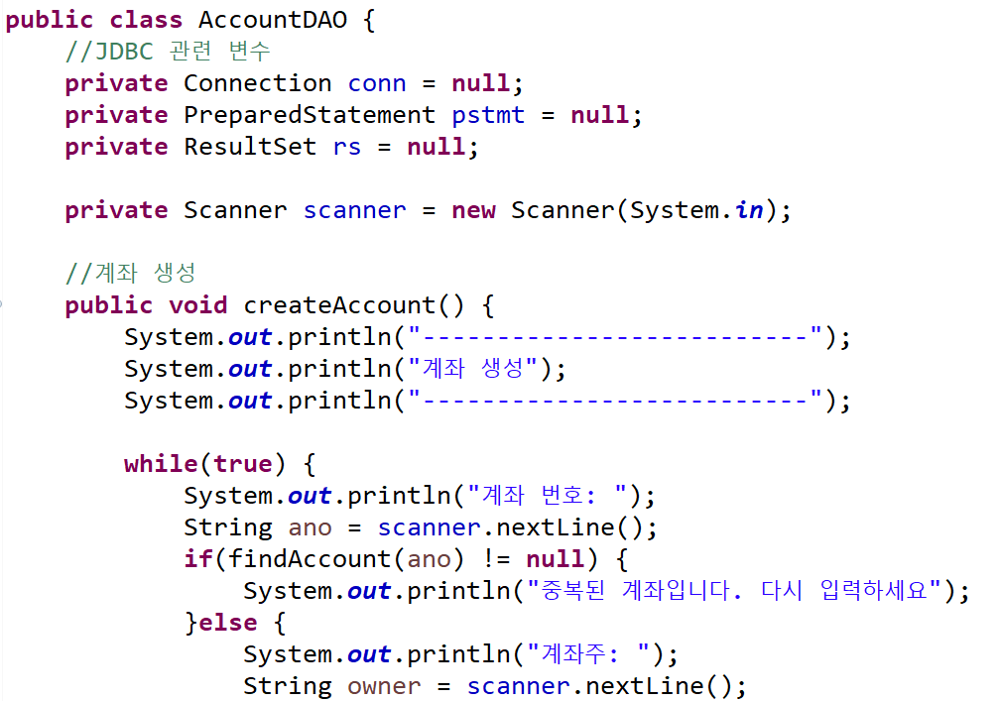 public class AccountDAO {
    //JDBC 관련 변수
    private Connection conn = null;
    private PreparedStatement pstmt = null;
    private ResultSet rs = null;

    private Scanner scanner = new Scanner(System.in);

    //계좌 생성
    public void createAccount() {
        System.out.println("--------------------------");
        System.out.println("계좌 생성");
        System.out.println("--------------------------");

        while(true) {
            System.out.println("계좌 번호: ");
            String ano = scanner.nextLine();
            if(findAccount(ano) != null) {
                System.out.println("중복된 계좌입니다. 다시 입력하세요");
            }else {
                System.out.println("계좌주: ");
                String owner = scanner.nextLine();